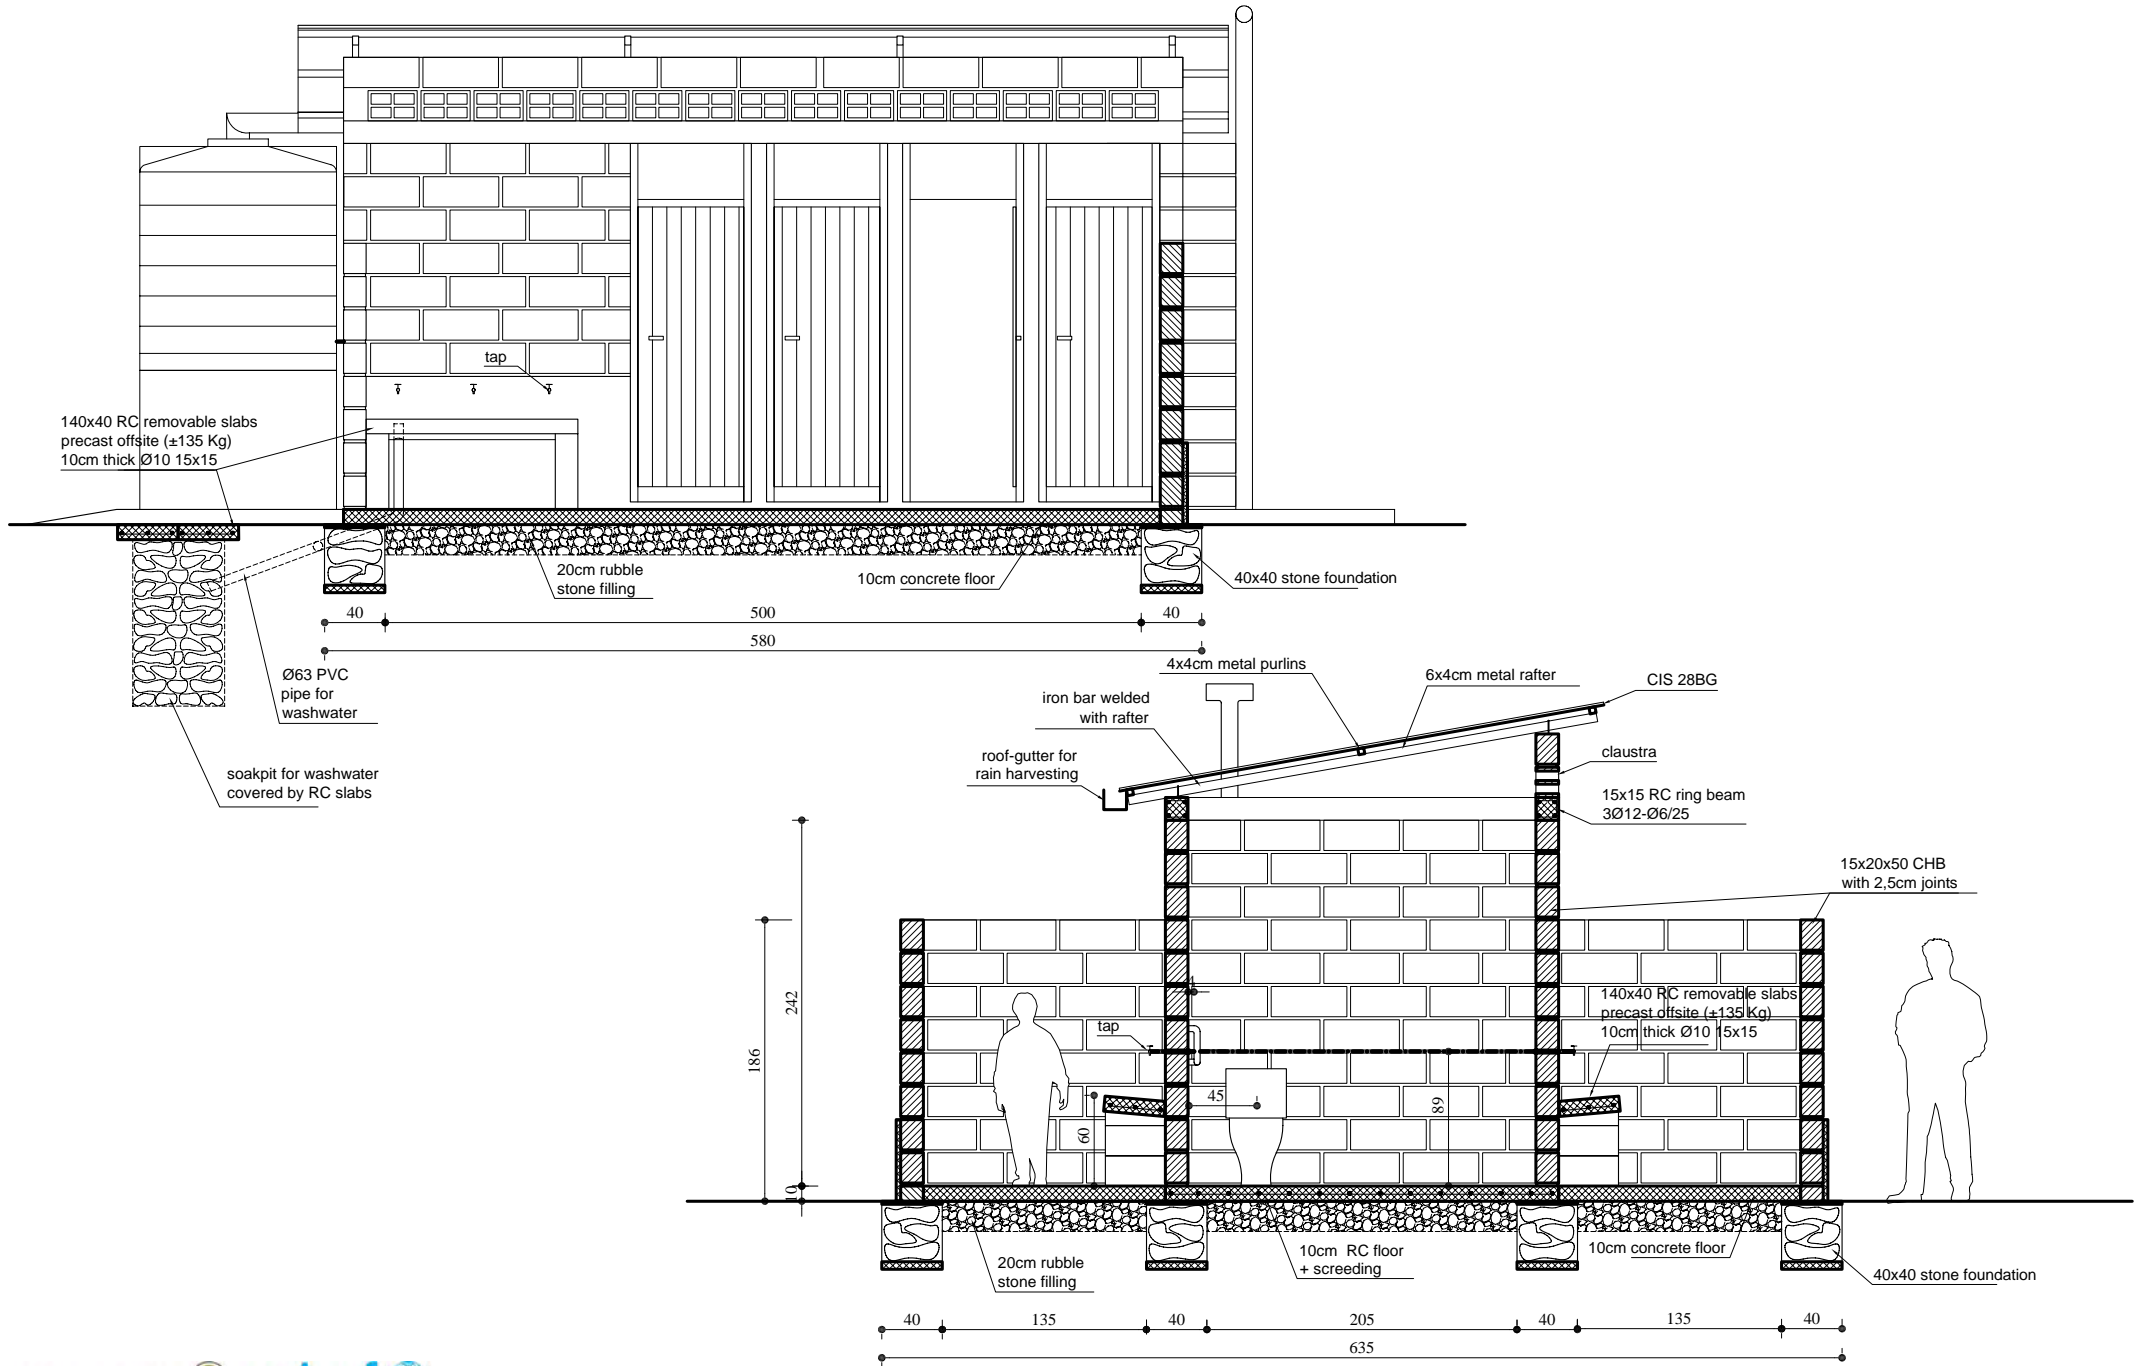 tap
140x40 RC removable slabs
precast offsite (±135 Kg)
10cm thick Ø10 15x15
20cm rubble
stone filling
10cm concrete floor
40x40 stone foundation
40
500
40
580
Ø63 PVC
pipe for
washwater
soakpit for washwater
covered by RC slabs
4x4cm metal purlins
6x4cm metal rafter
CIS 28BG
iron bar welded
with rafter
roof-gutter for
rain harvesting
claustra
15x15 RC ring beam
3Ø12-Ø6/25
15x20x50 CHB
with 2,5cm joints
242
186
10
4
tap
140x40 RC removable slabs
precast offsite (±135 Kg)
10cm thick Ø10 15x15
45
60
89
20cm rubble
stone filling
10cm RC floor
+ screeding
10cm concrete floor
40x40 stone foundation
40
135
40
205
40
135
40
635